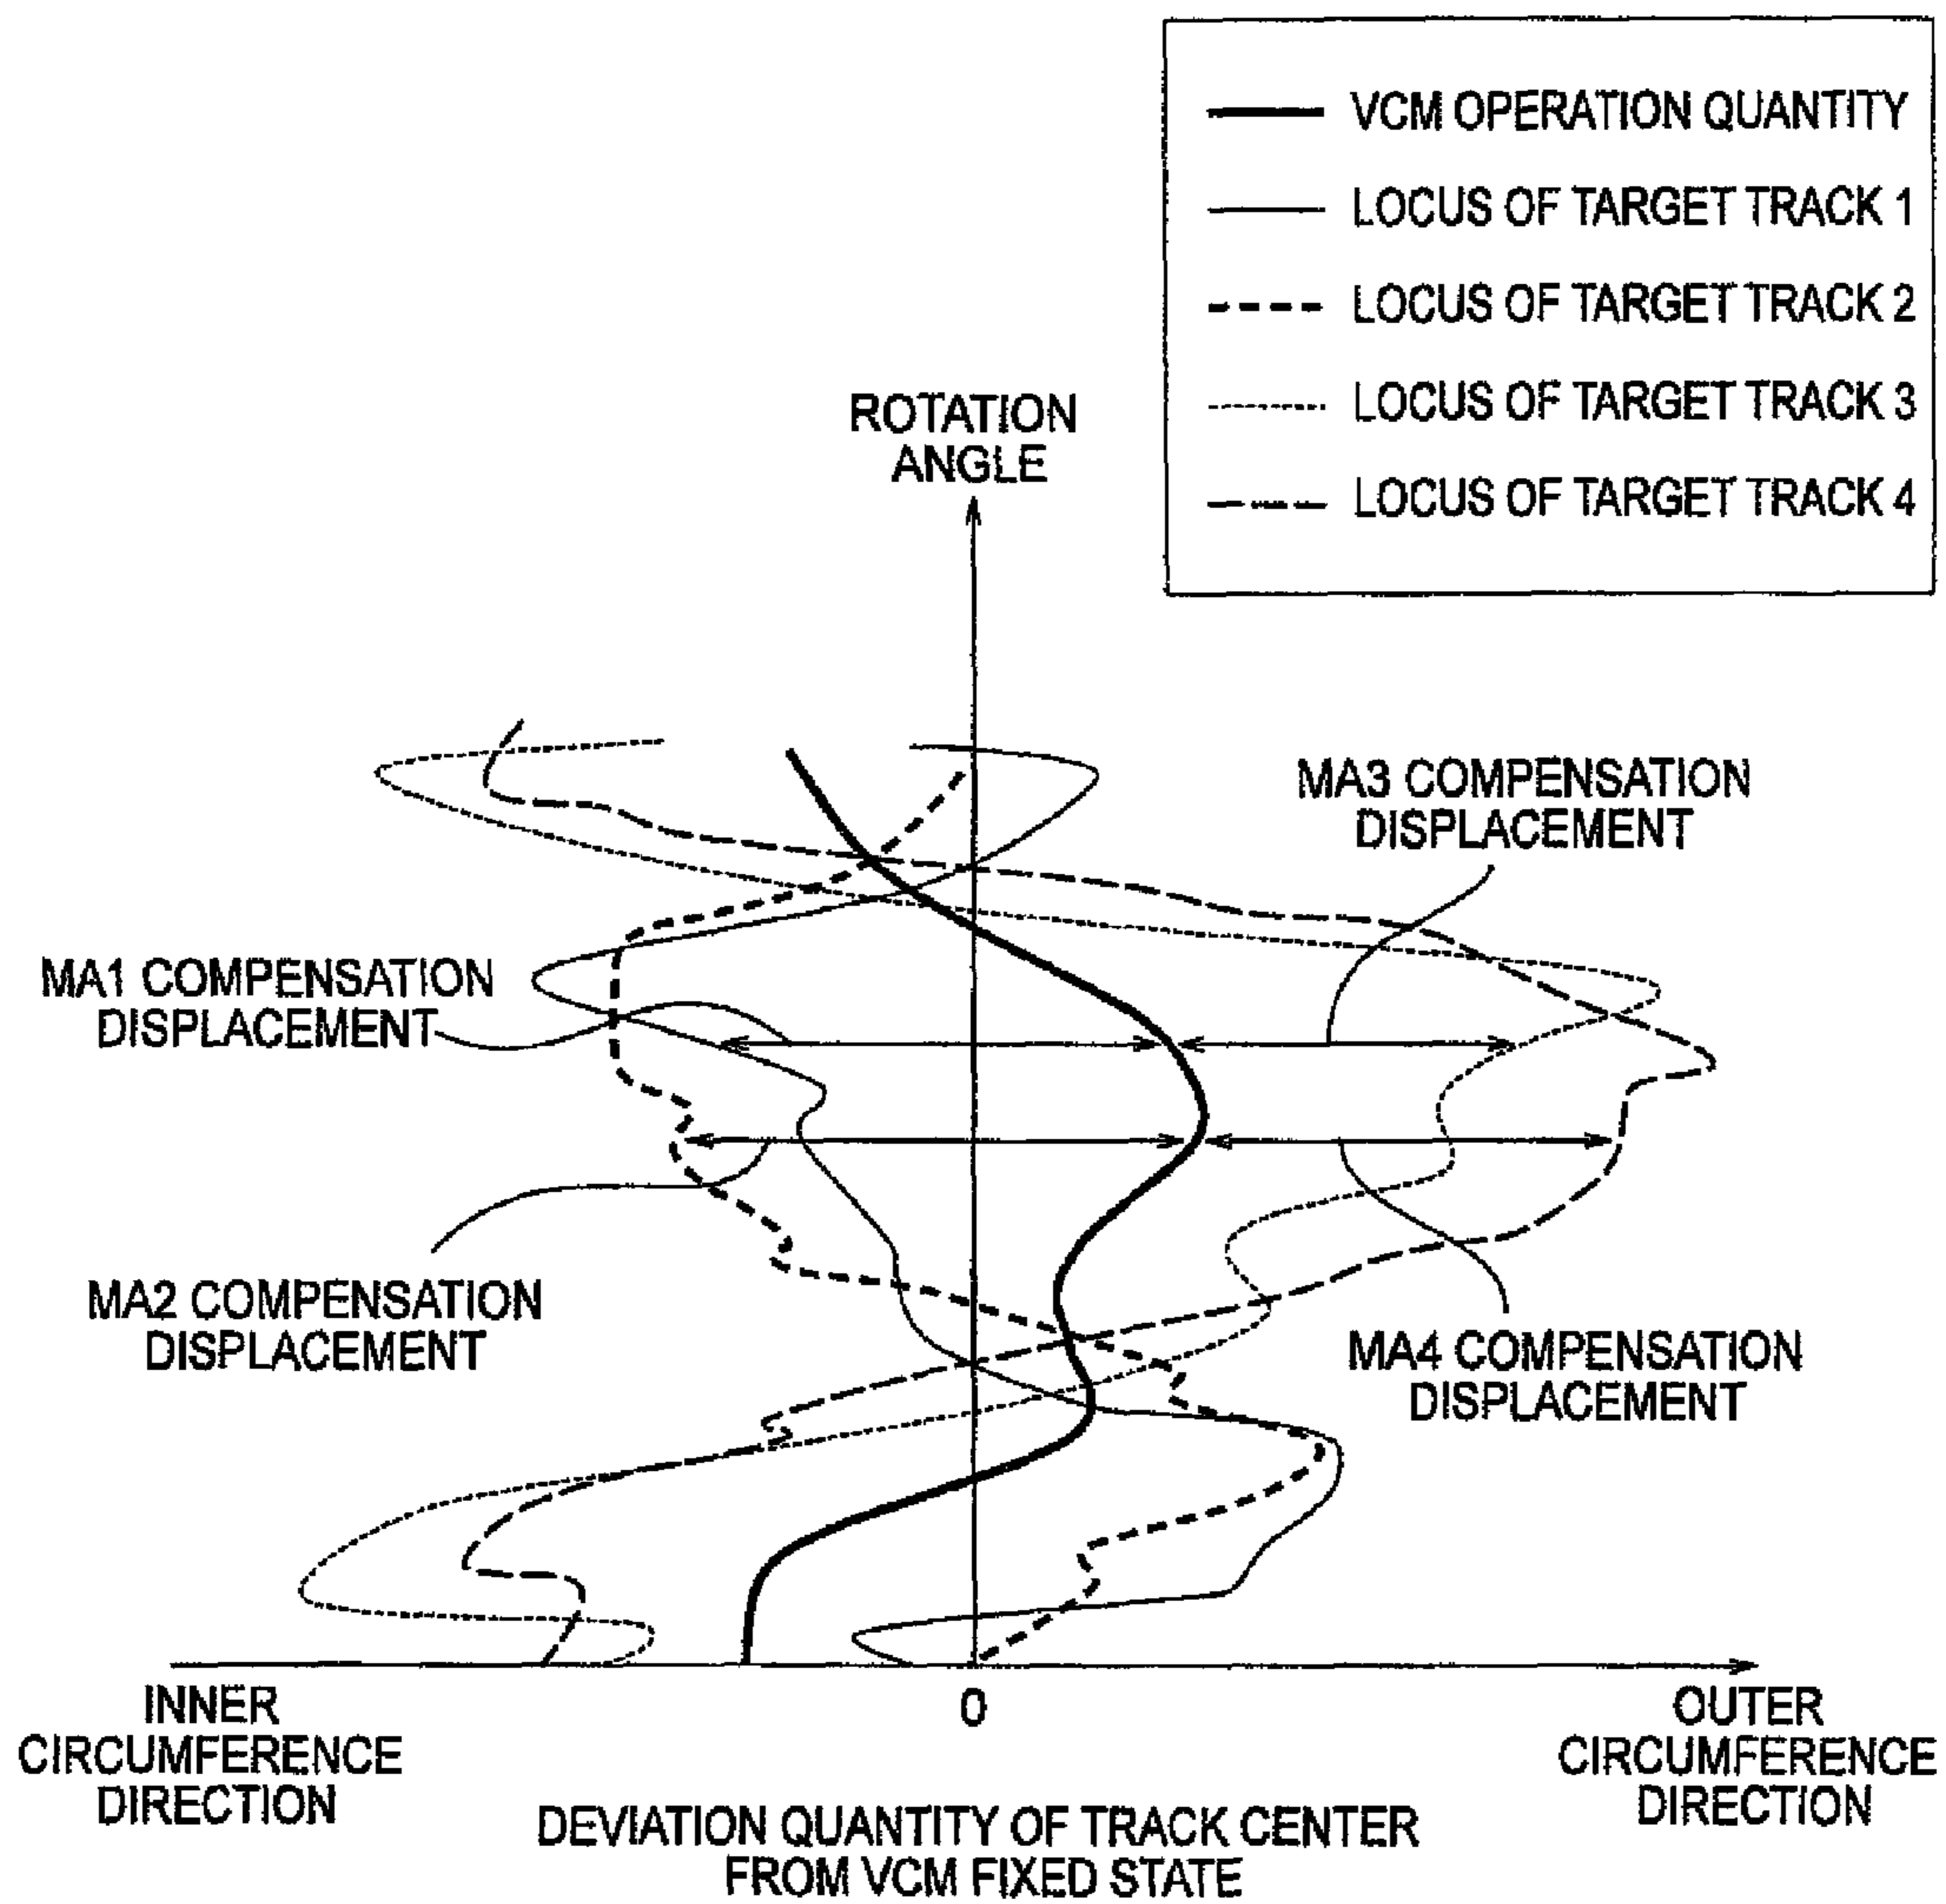 VCM OPERATION QUANTITY
LOCUS OF TARGET TRACK 1
LOCUS OF TARGET TRACK 2
LOCUS OF TARGET TRACK 3
LOCUS OF TARGET TRACK 4
ROTATION
ANGLE
MA3 COMPENSATION
DISPLACEMENT
MA1 COMPENSATION
DISPLACEMENT
MA2 COMPENSATION
DISPLACEMENT
MA4 COMPENSATION
DISPLACEMENT
INNER
CIRCUMFERENCE
DIRECTION
0
OUTER
CIRCUMFERENCE
DIRECTION
DEVIATION QUANTITY OF TRACK CENTER
FROM VCM FIXED STATE